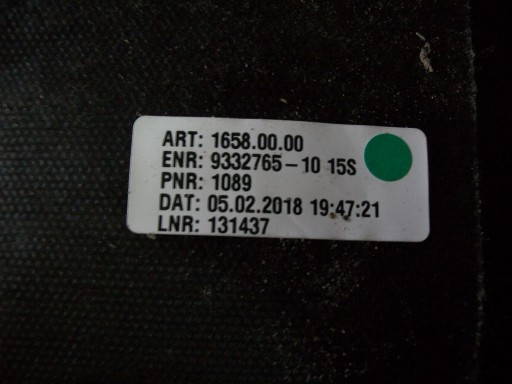 ART: 1658.00.00
ENR: 9332765-10 15S
PNR: 1089
DAT: 05.02.2018 19:47:21
LNR: 131437